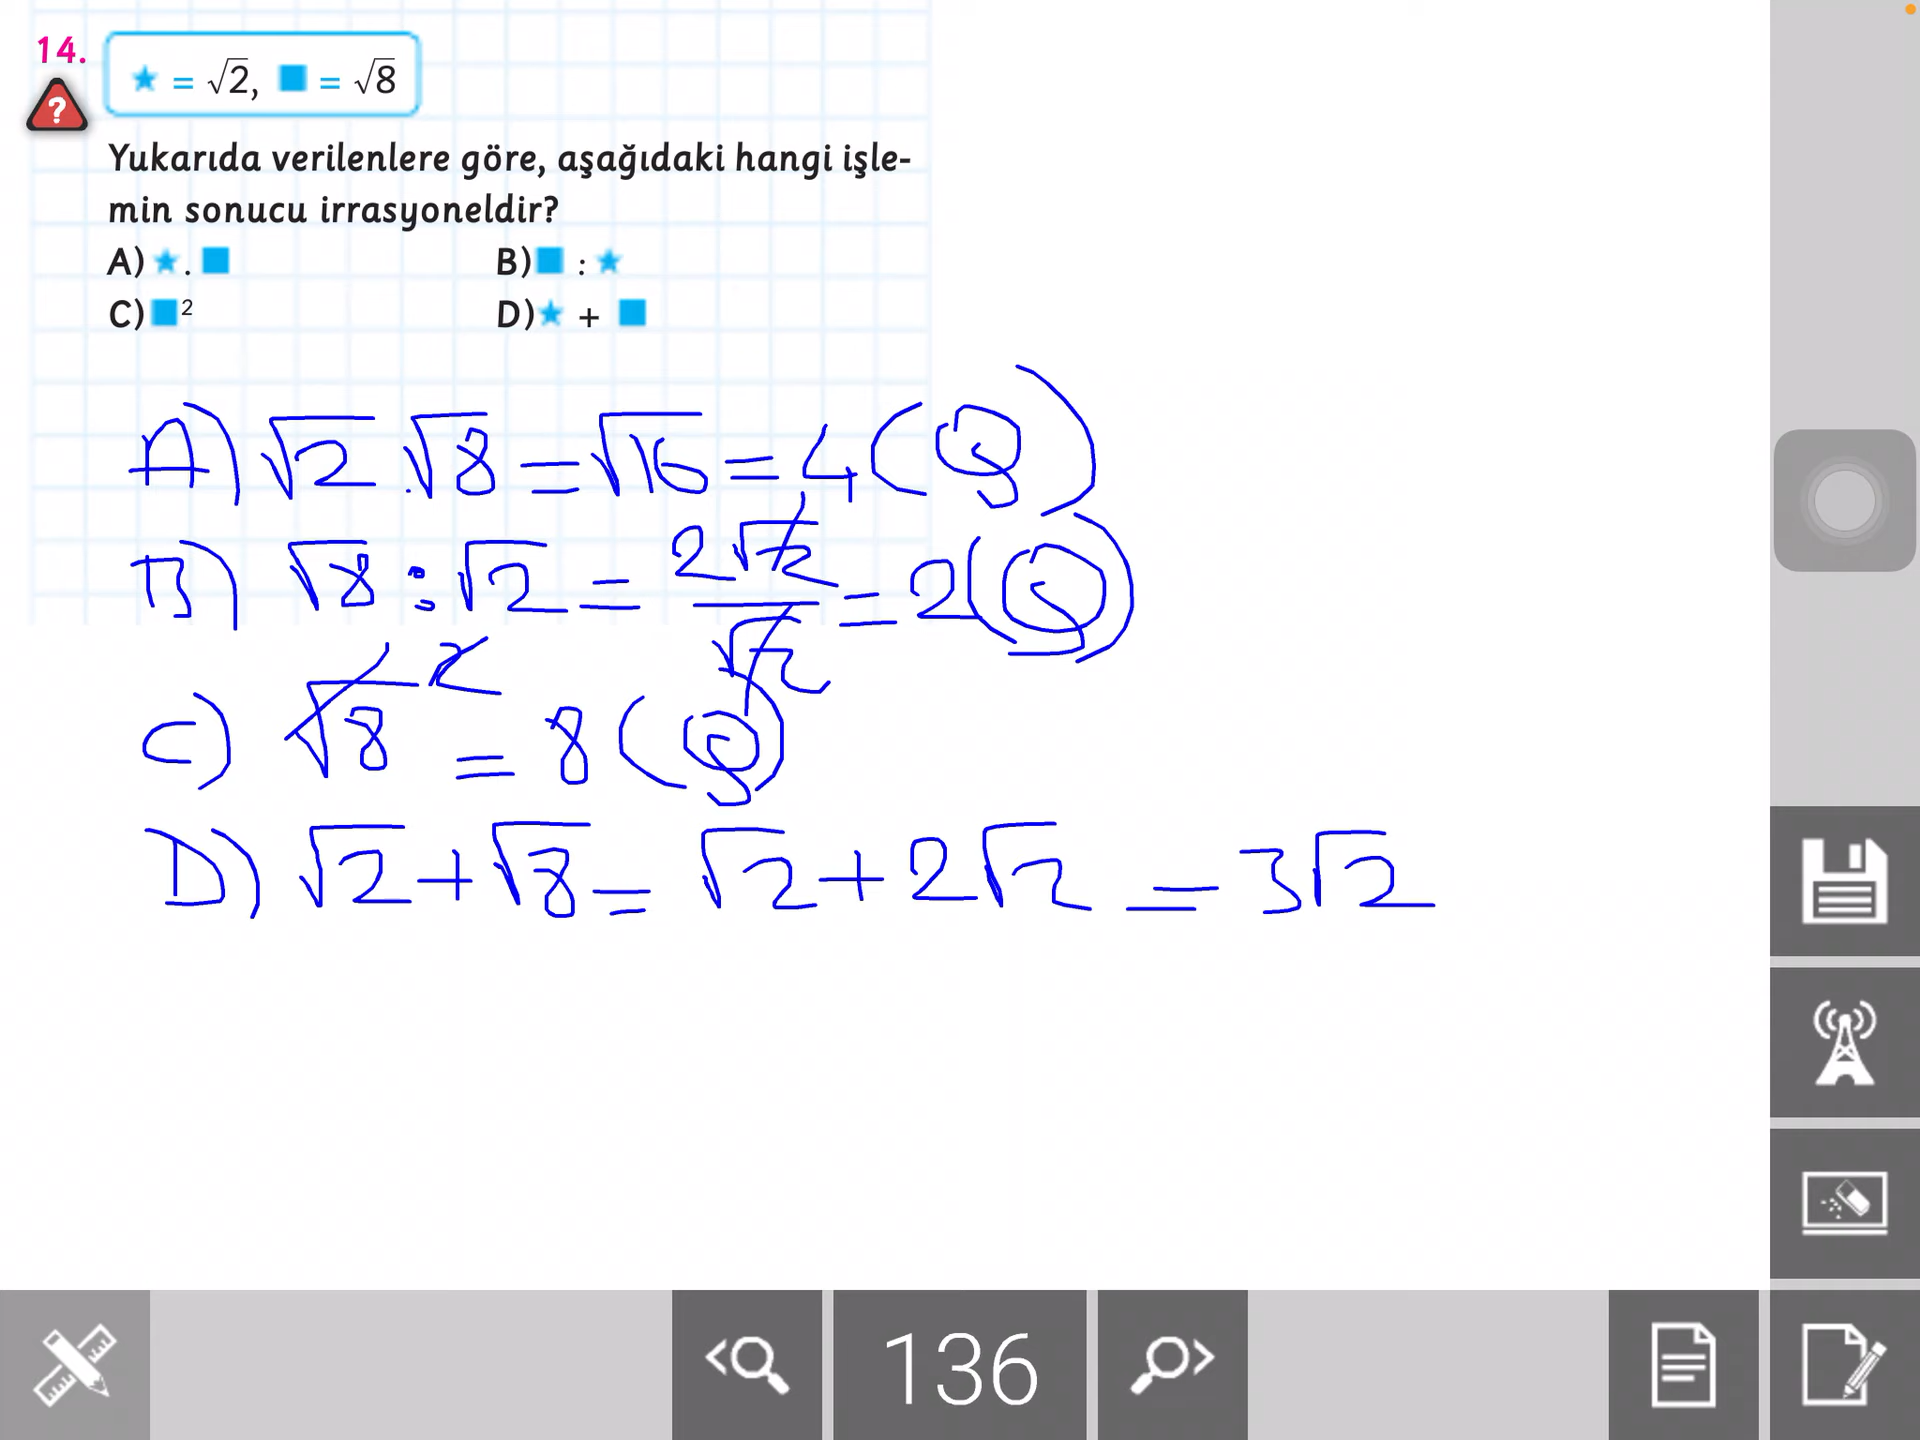 14.
★ = √2, ■ = √8
?
Yukarıda verilenlere göre, aşağıdaki hangi işle-
min sonucu irrasyoneldir?
A) ★ . ■ B) ■ : ★
C) ■² D) ★ + ■
A) √2 . √8 = √16 = 4 (Q)
B) √8 : √2 = 2√2/√2 = 2 (Q)
C) √8² = 8 (Q)
D) √2 + √8 = √2 + 2√2 = 3√2
136